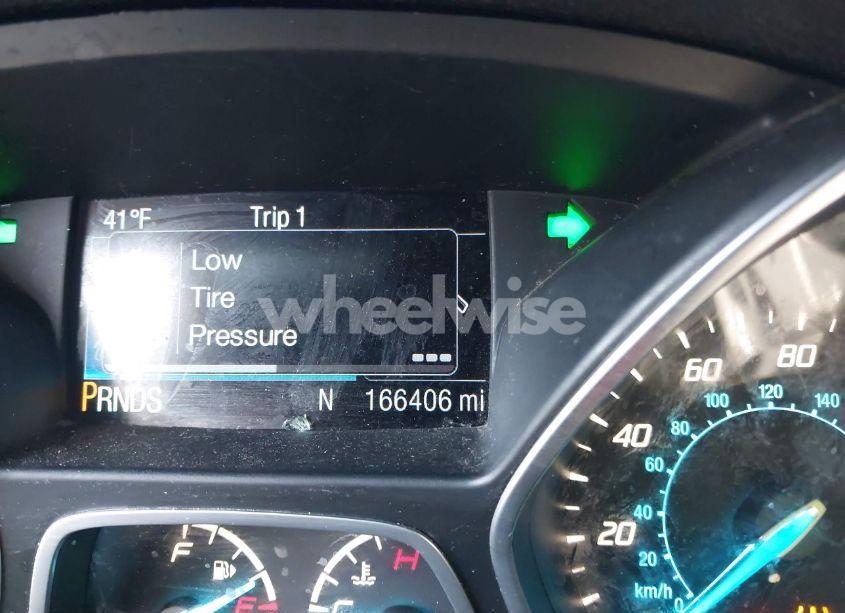 41°F Trip 1
Low
Tire
Pressure
wheelwise
PRNDS N 166406 mi
60 80
40
20
100 120 140
80
60
40
20
km/h 0
F
E
H
C